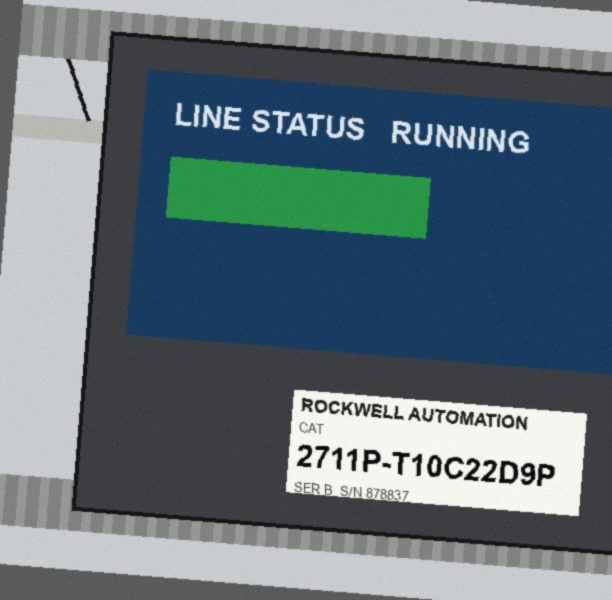 LINE STATUS RUNNING
ROCKWELL AUTOMATION
CAT
2711P-T10C22D9P
SER B S/N 878837